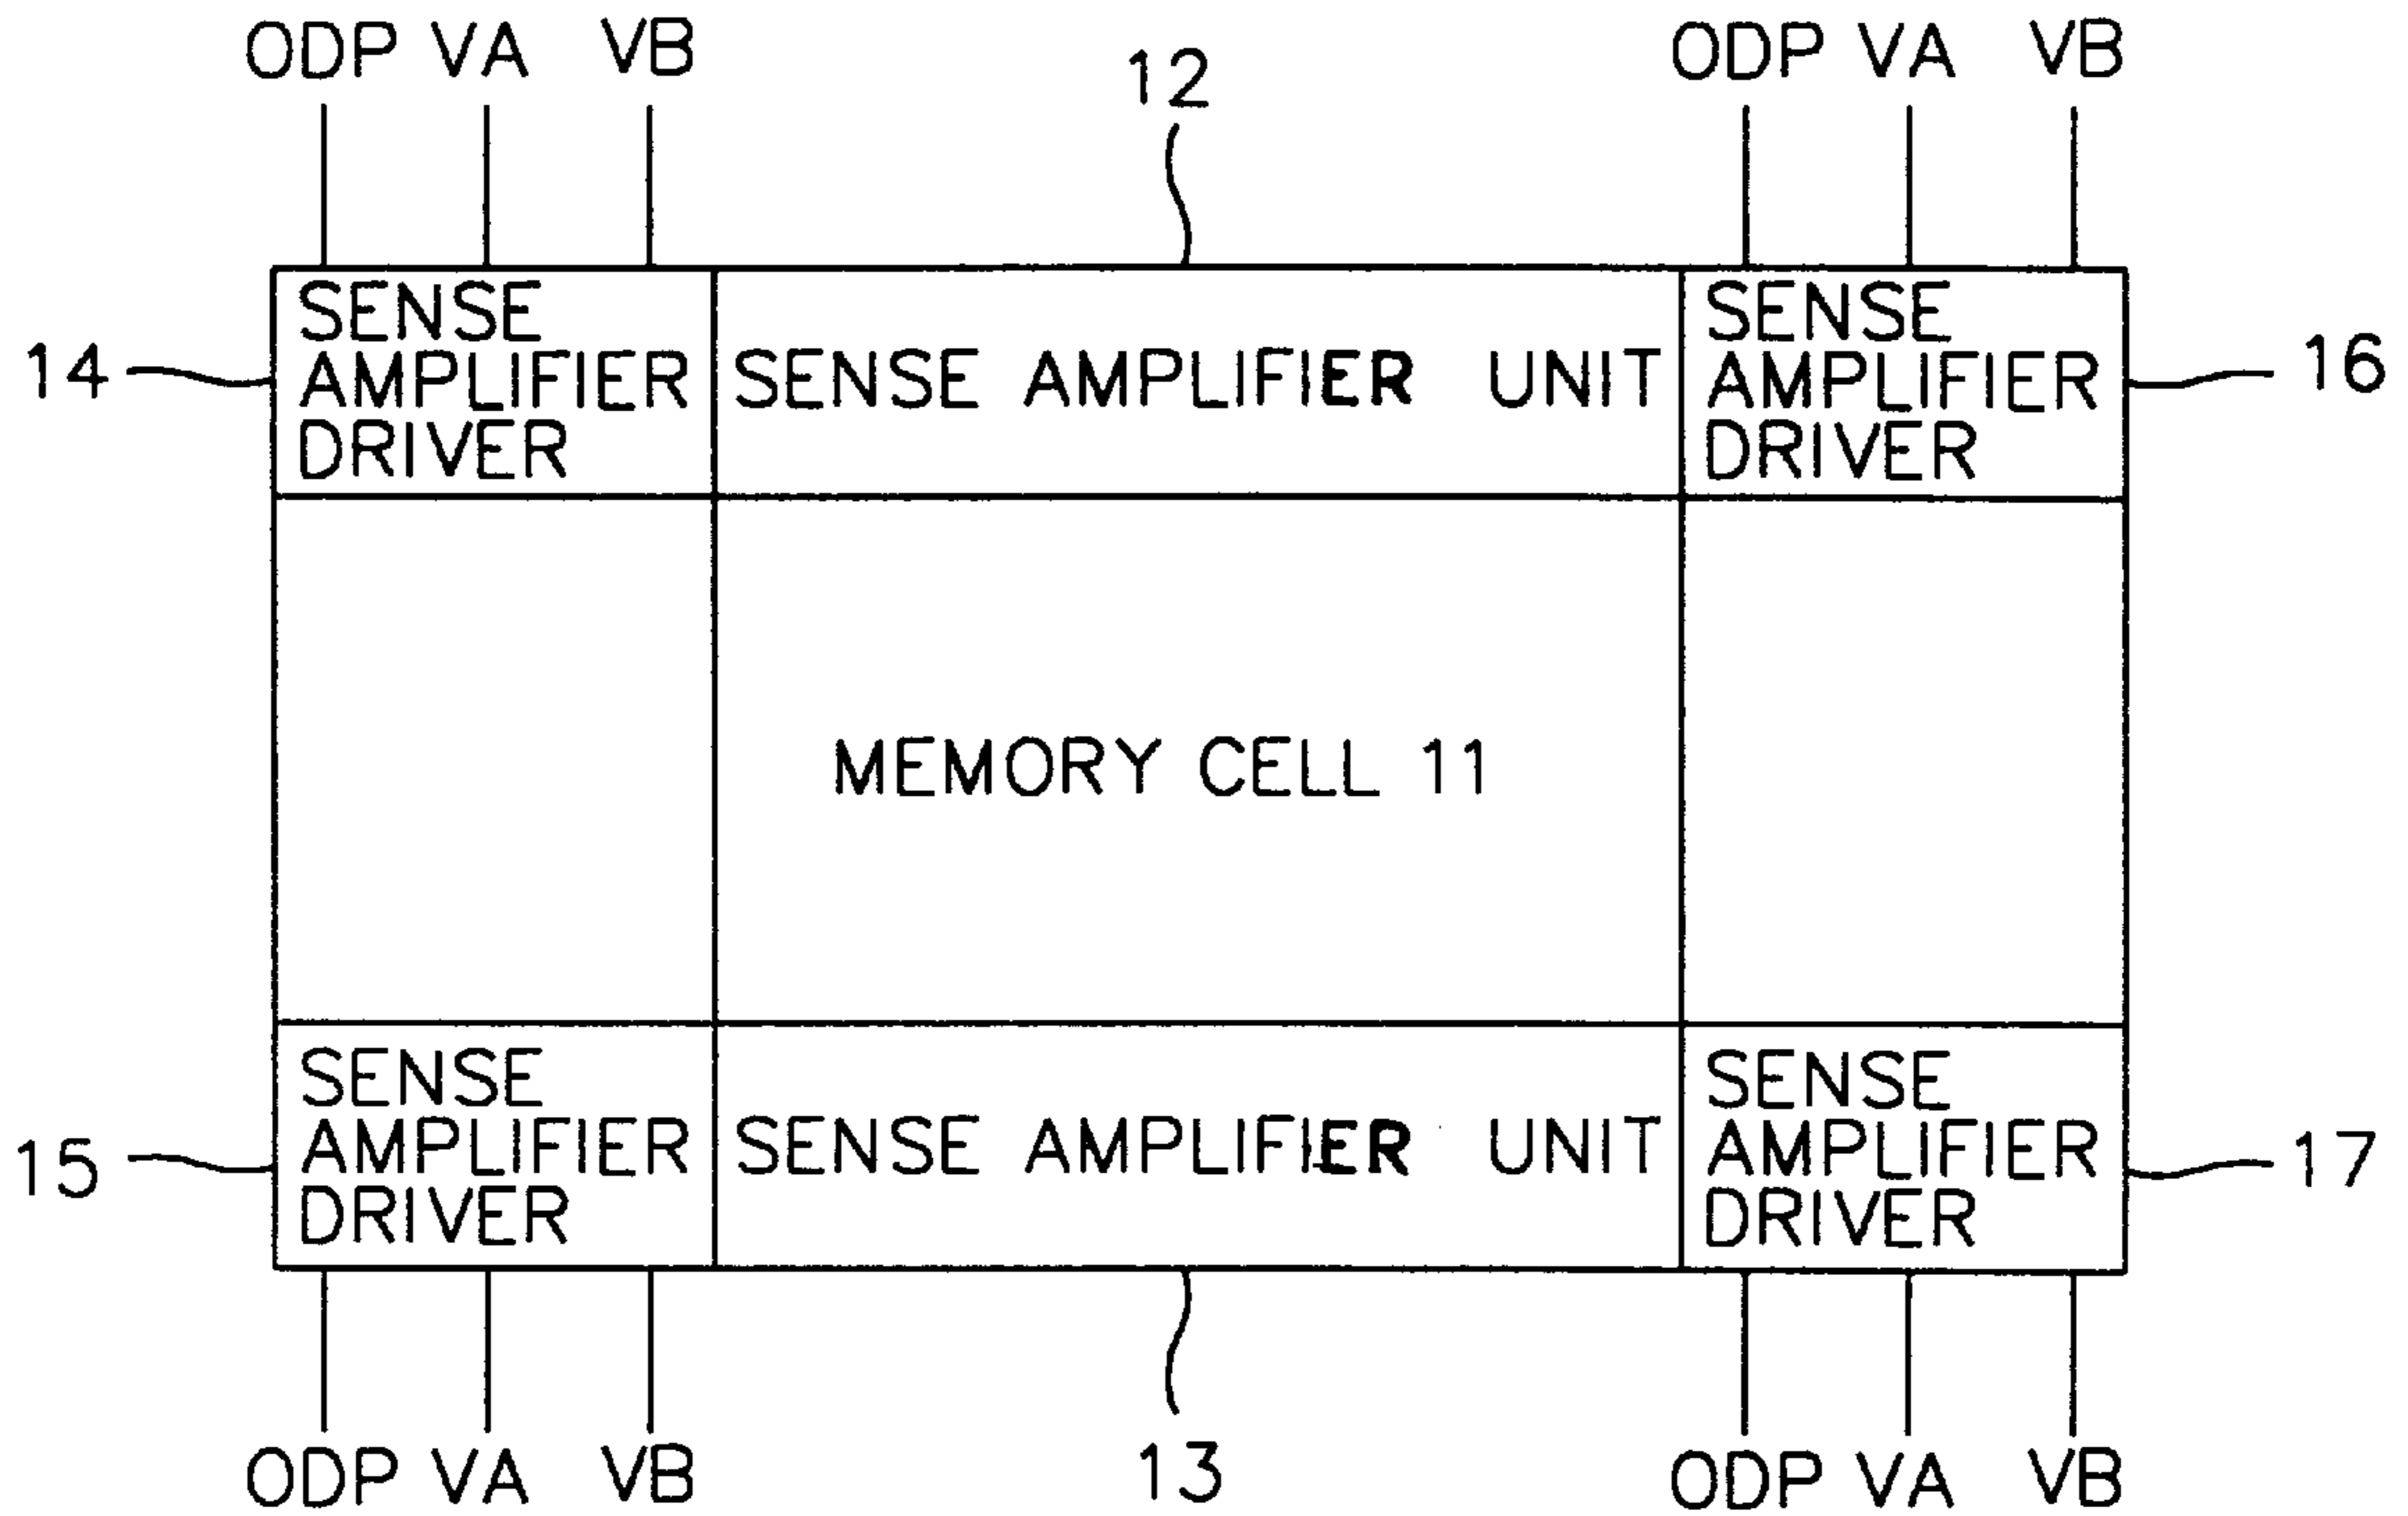 ODP VA VB
12
ODP VA VB
14
SENSE
AMPLIFIER
DRIVER
SENSE AMPLIFIER UNIT
SENSE
AMPLIFIER
DRIVER
16
MEMORY CELL 11
15
SENSE
AMPLIFIER
DRIVER
SENSE AMPLIFIER UNIT
SENSE
AMPLIFIER
DRIVER
17
ODP VA VB
13
ODP VA VB